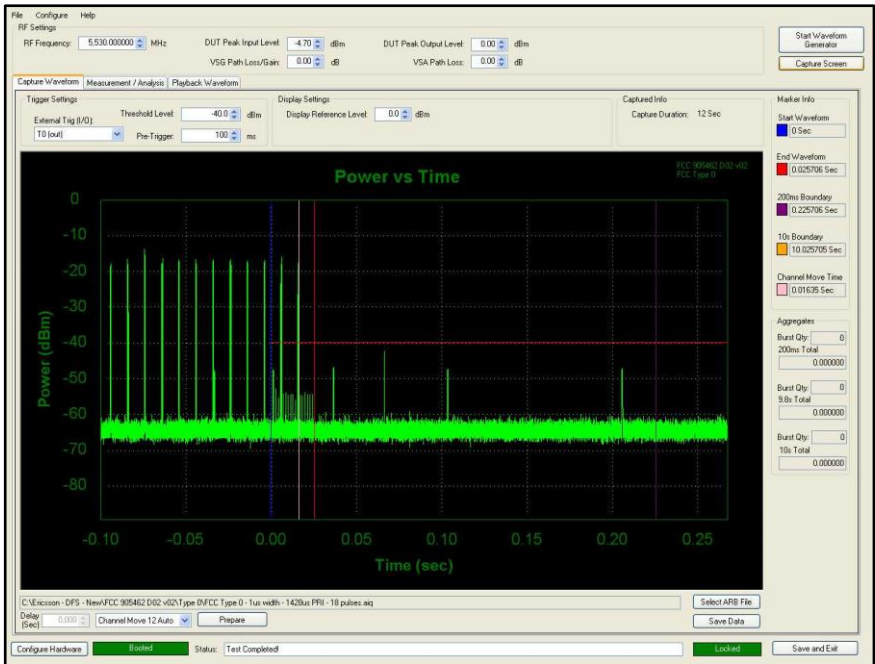 File Configure Help
RF Settings
RF Frequency: 5,530.000000 MHz DUT Peak Input Level: -4.70 dBm DUT Peak Output Level: 0.00 dBm
VSG Path Loss/Gain: 0.00 dB VSA Path Loss: 0.00 dB
Start Waveform Generator
Capture Screen
Capture Waveform Measurement / Analysis Playback Waveform
Trigger Settings
External Trig (I/O): Threshold Level: -40.0 dBm
T0 (out) Pre-Trigger: 100 ms
Display Settings
Display Reference Level: 0.0 dBm
Captured Info
Capture Duration: 12 Sec
Marker Info
Start Waveform
0 Sec
End Waveform
0.025706 Sec
200ms Boundary
0.225706 Sec
10s Boundary
10.025705 Sec
Channel Move Time
0.01635 Sec
Aggregates
Burst Qty: 0
200ms Total
0.000000
Burst Qty: 0
9.8s Total
0.000000
Burst Qty: 0
10s Total
0.000000
Power vs Time
FCC 905462 D02 v02
FCC Type 0
Power (dBm)
0
-10
-20
-30
-40
-50
-60
-70
-80
-0.10 -0.05 0.00 0.05 0.10 0.15 0.20 0.25
Time (sec)
C:\Ericsson - DFS - New\FCC 905462 D02 v02\Type 0\FCC Type 0 - 1us width - 1428us PRI - 18 pulses.aiq Select ARB File
Delay (Sec) 0.000 Channel Move 12 Auto Prepare Save Data
Configure Hardware Booted Status: Test Completed! Locked Save and Exit